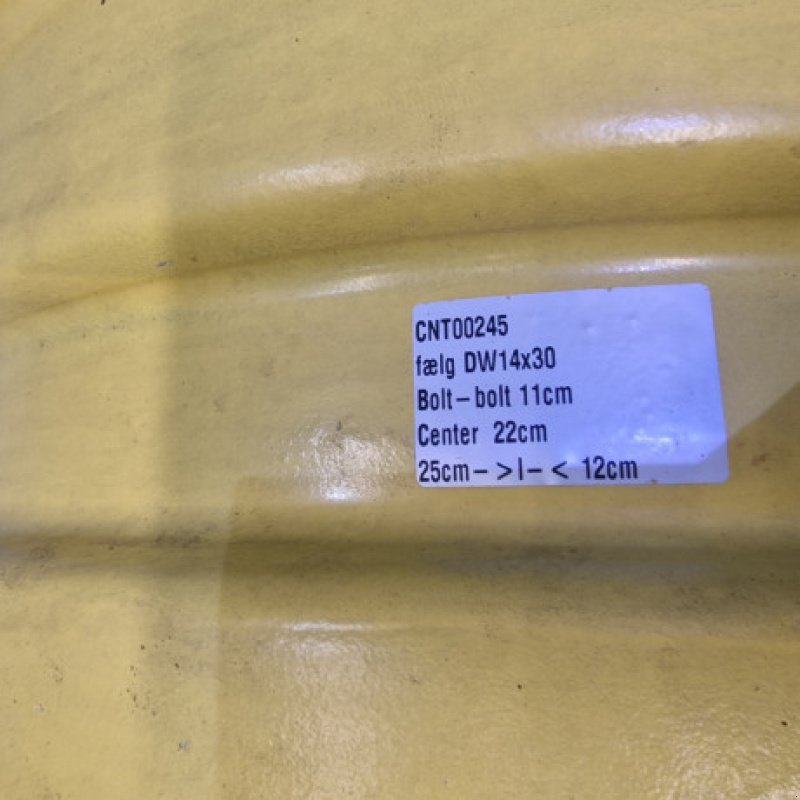 CNT00245
fælg DW14x30
Bolt-bolt 11cm
Center 22cm
25cm- >I- < 12cm